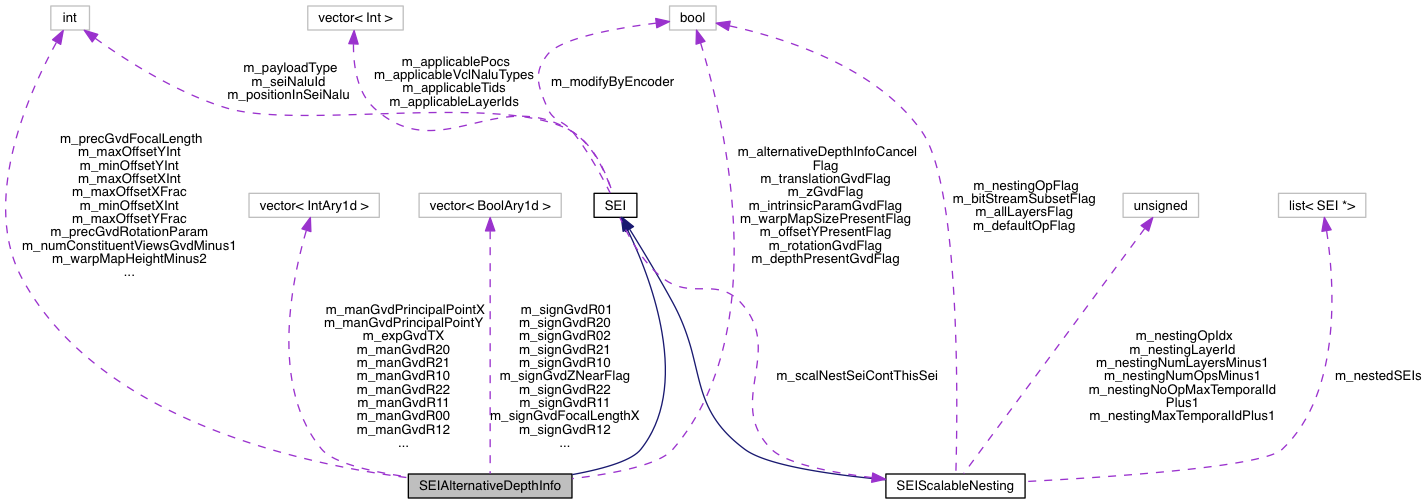 int
vector< Int >
bool
m_payloadType
m_seiNaluId
m_positionInSeiNalu
m_applicablePocs
m_applicableVclNaluTypes
m_applicableTids
m_applicableLayerIds
m_modifyByEncoder
m_precGvdFocalLength
m_maxOffsetYInt
m_minOffsetYInt
m_maxOffsetXInt
m_maxOffsetXFrac
m_minOffsetXInt
m_maxOffsetYFrac
m_precGvdRotationParam
m_numConstituentViewsGvdMinus1
m_warpMapHeightMinus2
...
vector< IntAry1d >
vector< BoolAry1d >
SEI
m_alternativeDepthInfoCancel
Flag
m_translationGvdFlag
m_zGvdFlag
m_intrinsicParamGvdFlag
m_warpMapSizePresentFlag
m_offsetYPresentFlag
m_rotationGvdFlag
m_depthPresentGvdFlag
m_nestingOpFlag
m_bitStreamSubsetFlag
m_allLayersFlag
m_defaultOpFlag
unsigned
list< SEI *>
m_manGvdPrincipalPointX
m_manGvdPrincipalPointY
m_expGvdTX
m_manGvdR20
m_manGvdR21
m_manGvdR10
m_manGvdR22
m_manGvdR11
m_manGvdR00
m_manGvdR12
...
m_signGvdR01
m_signGvdR20
m_signGvdR02
m_signGvdR21
m_signGvdR10
m_signGvdZNearFlag
m_signGvdR22
m_signGvdR11
m_signGvdFocalLengthX
m_signGvdR12
...
m_scalNestSeiContThisSei
m_nestingOpIdx
m_nestingLayerId
m_nestingNumLayersMinus1
m_nestingNumOpsMinus1
m_nestingNoOpMaxTemporalId
Plus1
m_nestingMaxTemporalIdPlus1
m_nestedSEIs
SEIAlternativeDepthInfo
SEIScalableNesting